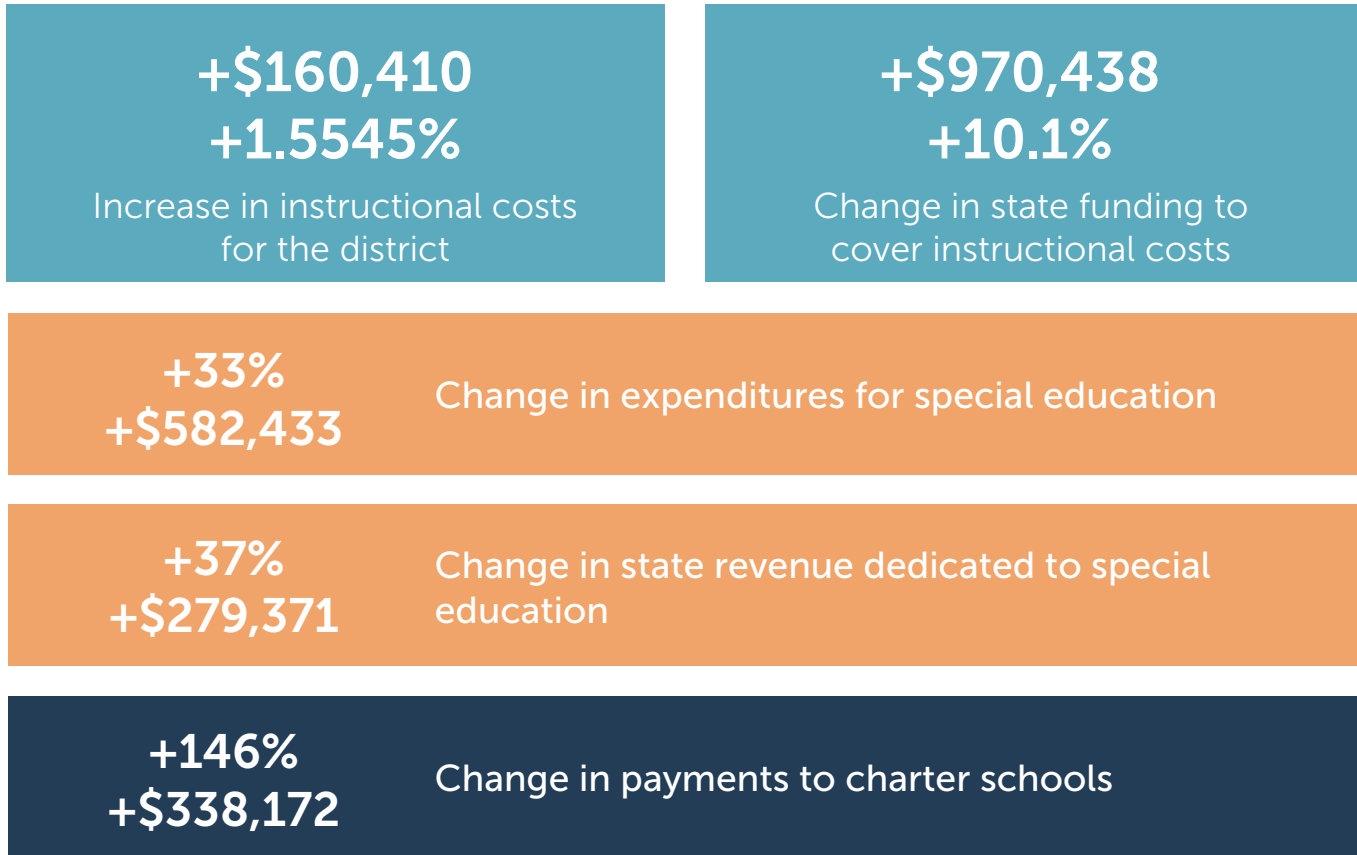 +$160,410
+1.5545%
Increase in instructional costs
for the district
+$970,438
+10.1%
Change in state funding to
cover instructional costs
+33%
+$582,433
Change in expenditures for special education
+37%
+$279,371
Change in state revenue dedicated to special
education
+146%
+$338,172
Change in payments to charter schools